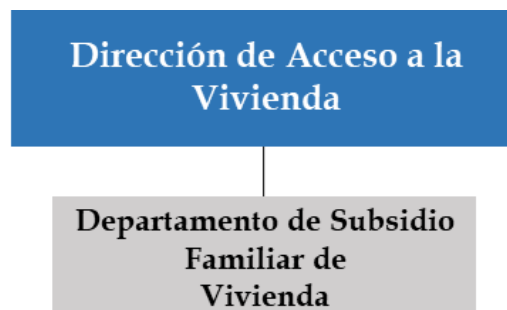 Dirección de Acceso a la
Vivienda
Departamento de Subsidio
Familiar de
Vivienda